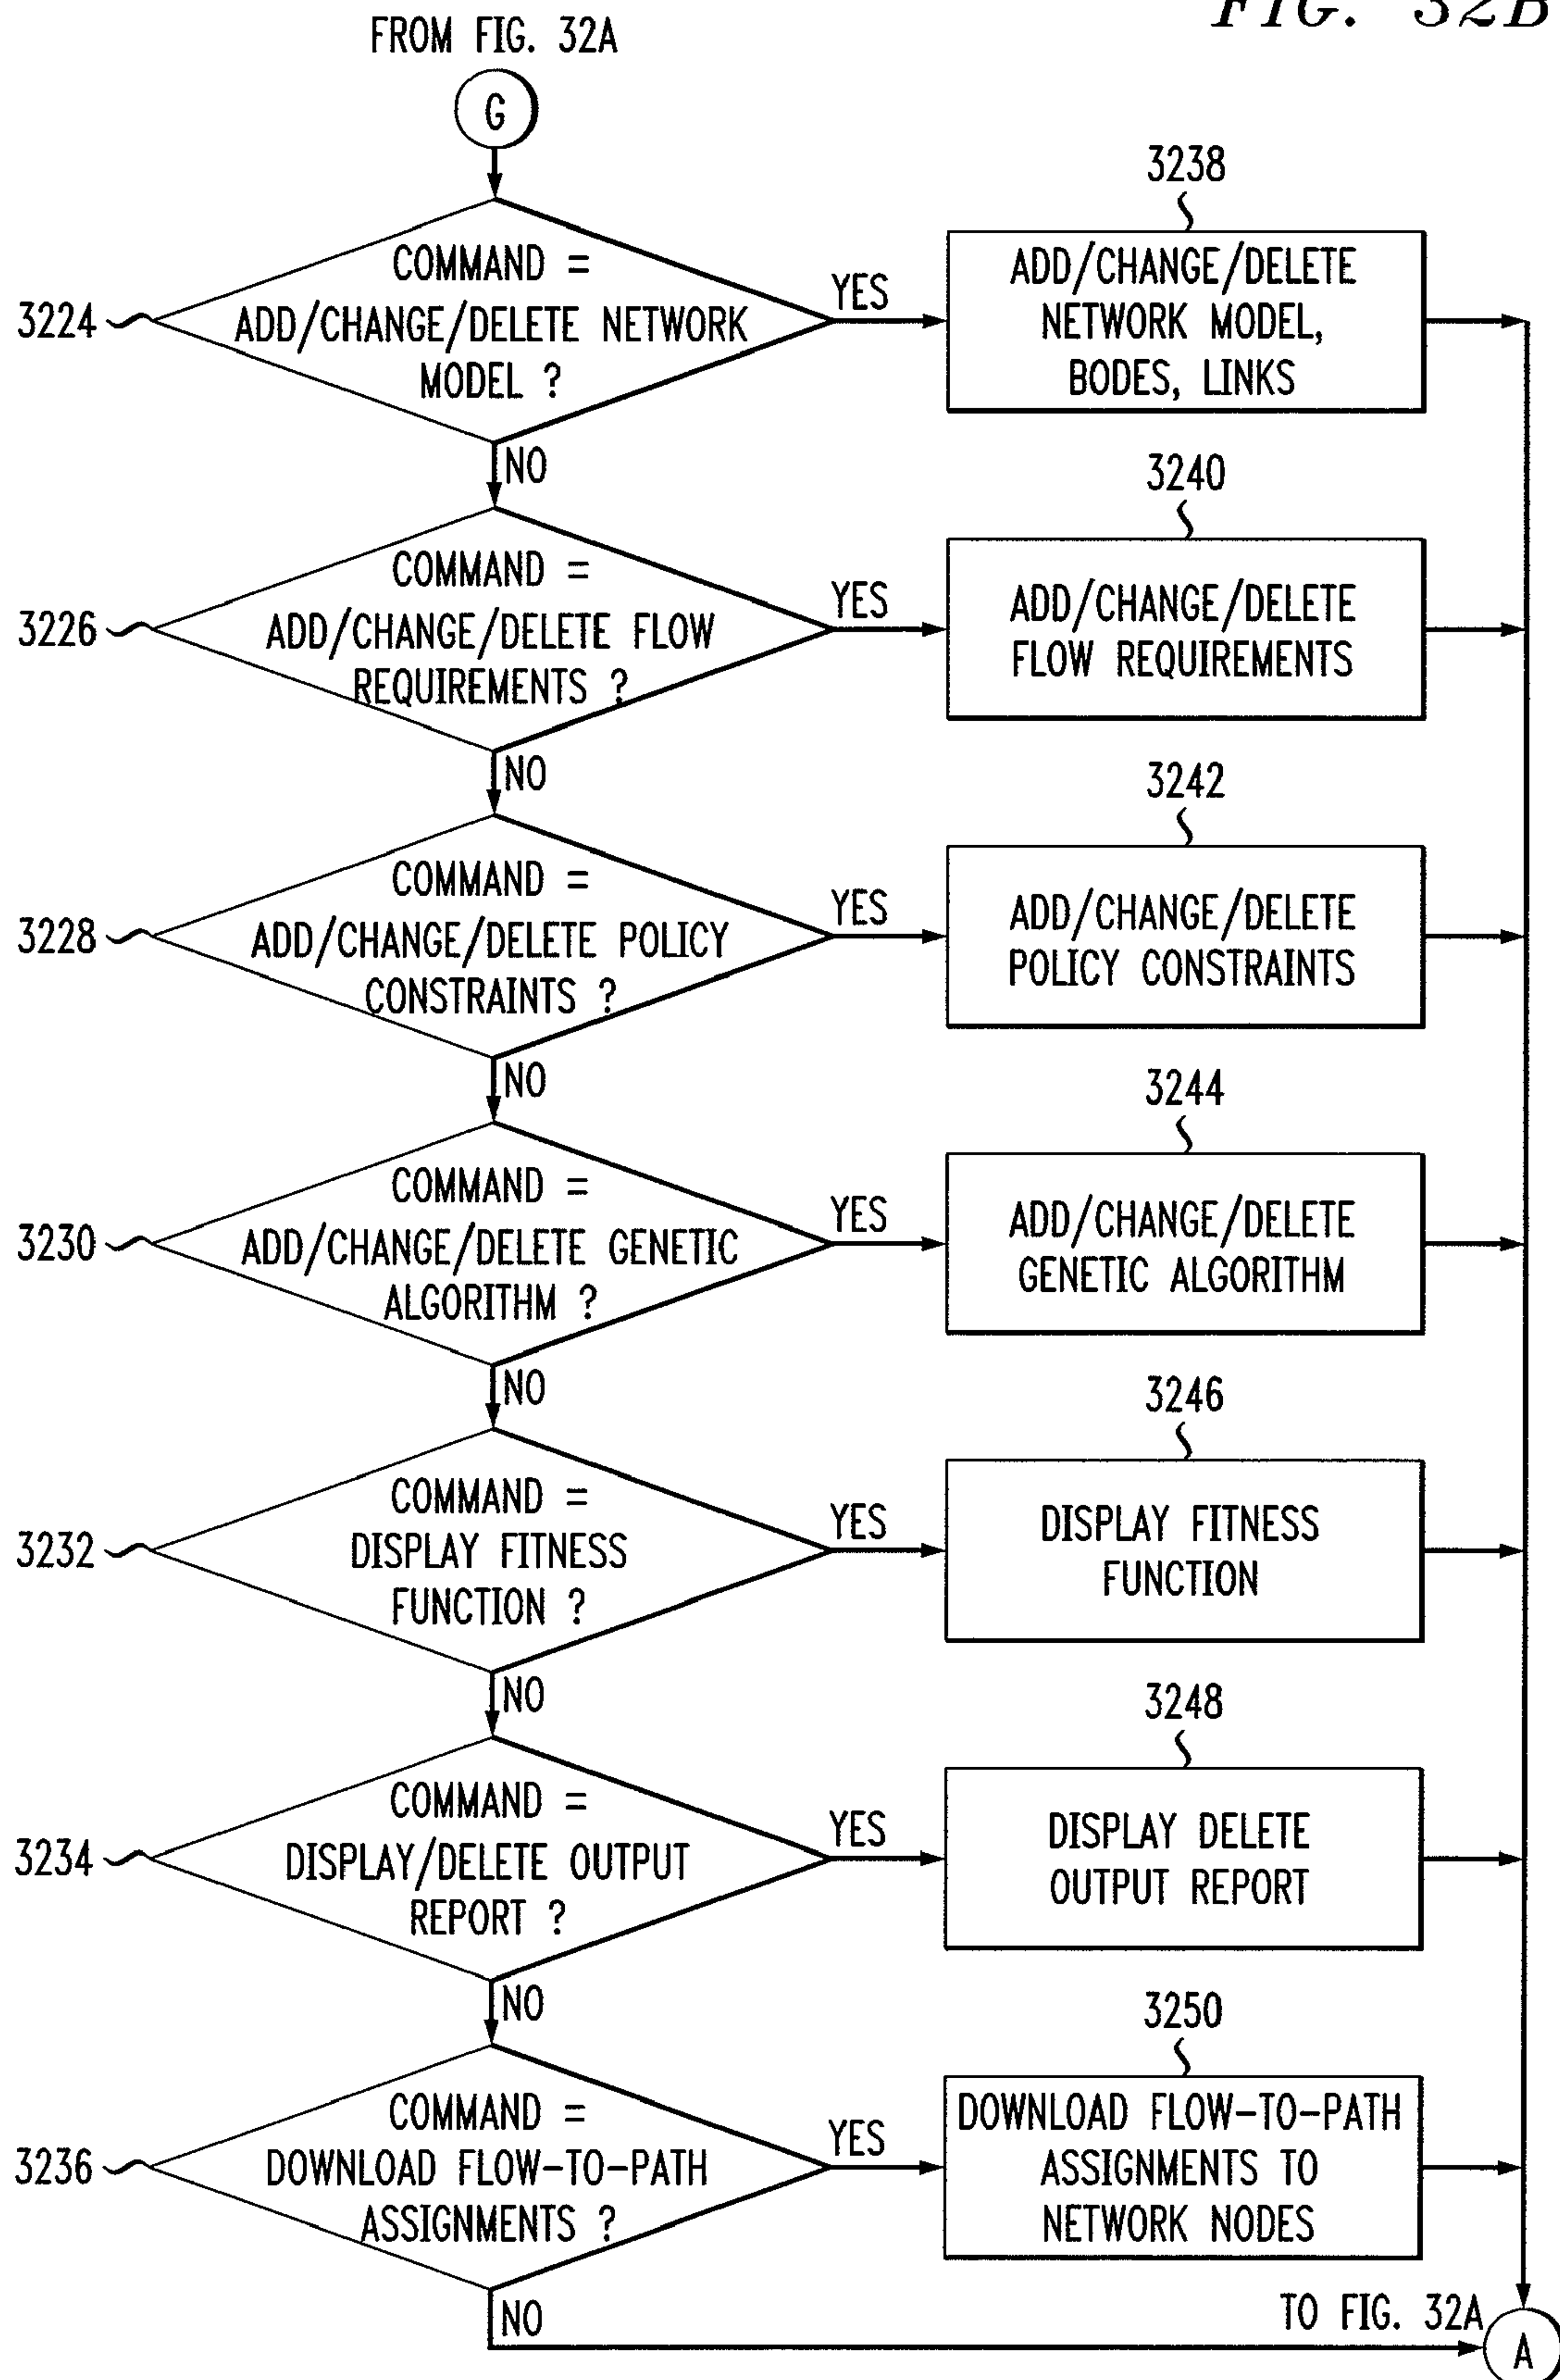 FIG. 32B
FROM FIG. 32A
G
3224
COMMAND =
ADD/CHANGE/DELETE NETWORK
MODEL ?
YES
NO
3238
ADD/CHANGE/DELETE
NETWORK MODEL,
BODES, LINKS
3226
COMMAND =
ADD/CHANGE/DELETE FLOW
REQUIREMENTS ?
YES
NO
3240
ADD/CHANGE/DELETE
FLOW REQUIREMENTS
3228
COMMAND =
ADD/CHANGE/DELETE POLICY
CONSTRAINTS ?
YES
NO
3242
ADD/CHANGE/DELETE
POLICY CONSTRAINTS
3230
COMMAND =
ADD/CHANGE/DELETE GENETIC
ALGORITHM ?
YES
NO
3244
ADD/CHANGE/DELETE
GENETIC ALGORITHM
3232
COMMAND =
DISPLAY FITNESS
FUNCTION ?
YES
NO
3246
DISPLAY FITNESS
FUNCTION
3234
COMMAND =
DISPLAY/DELETE OUTPUT
REPORT ?
YES
NO
3248
DISPLAY DELETE
OUTPUT REPORT
3236
COMMAND =
DOWNLOAD FLOW-TO-PATH
ASSIGNMENTS ?
YES
NO
3250
DOWNLOAD FLOW-TO-PATH
ASSIGNMENTS TO
NETWORK NODES
TO FIG. 32A
A